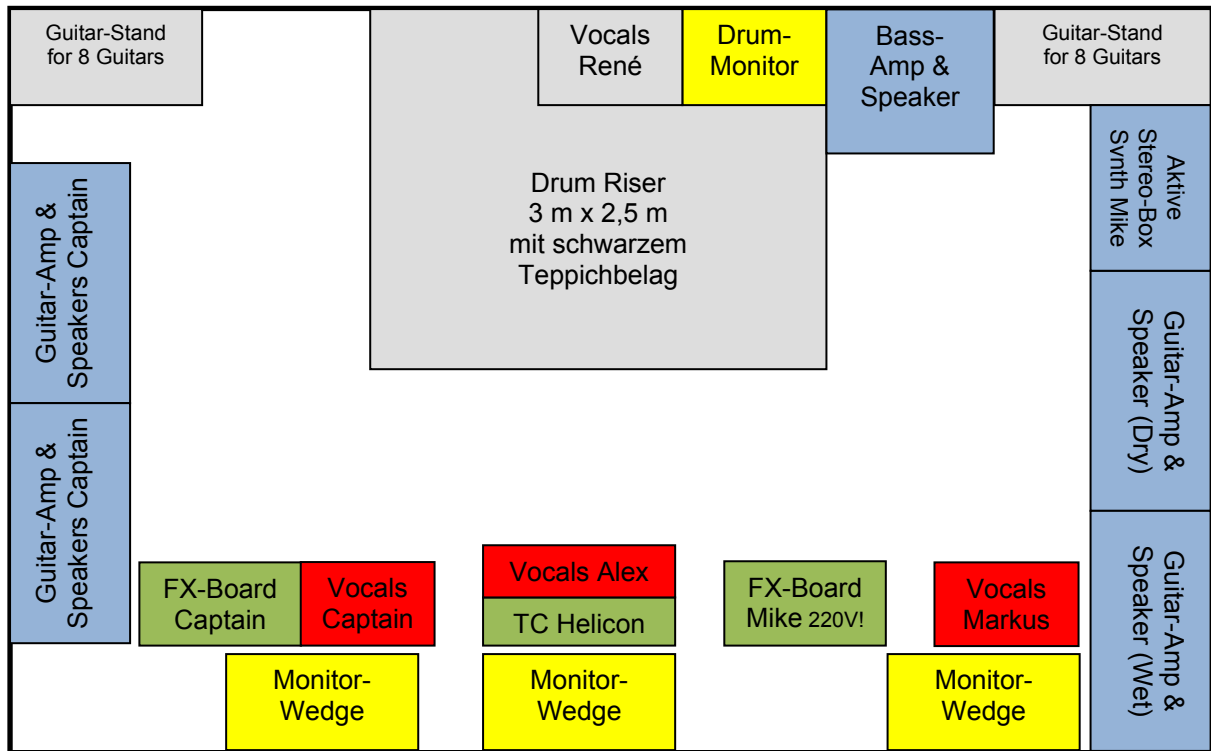 Guitar-Stand
for 8 Guitars
Vocals
René
Drum-
Monitor
Bass-
Amp &
Speaker
Guitar-Stand
for 8 Guitars
Drum Riser
3 m x 2,5 m
mit schwarzem
Teppichbelag
Guitar-Amp &
Speakers Captain
Guitar-Amp &
Speakers Captain
Aktive
Stereo-Box
Synth Mike
Guitar-Amp &
Speaker (Dry)
Guitar-Amp &
Speaker (Wet)
FX-Board
Captain
Vocals
Captain
Vocals Alex
TC Helicon
FX-Board
Mike 220V!
Vocals
Markus
Monitor-
Wedge
Monitor-
Wedge
Monitor-
Wedge